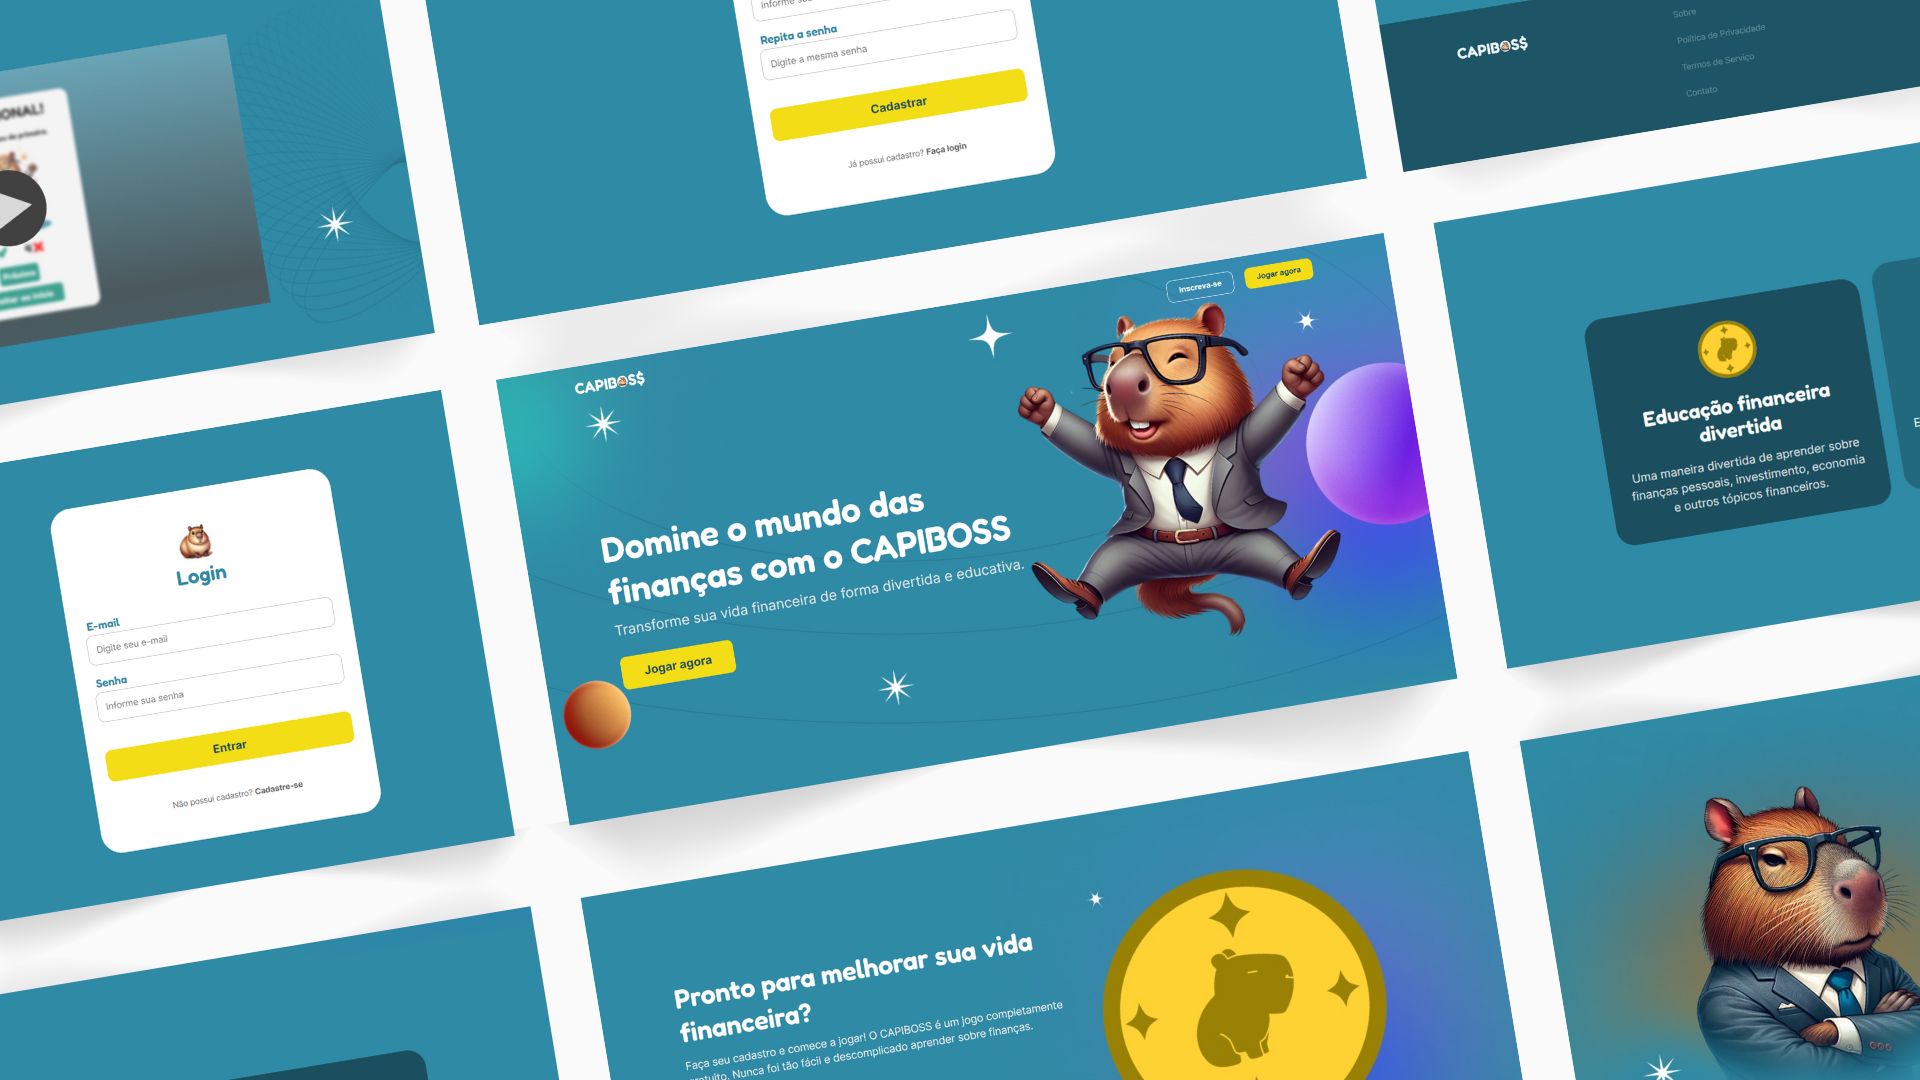 ONAL!
Próximo
Informe su
Repita a senha
Digite a mesma senha
Cadastrar
Já possui cadastro? Faça login
CAPIBOSS
Sobre
Política de Privacidade
Termos de Serviço
Contato
Login
E-mail
Digite seu e-mail
Senha
Informe sua senha
Entrar
Não possui cadastro? Cadastre-se
CAPIBOS$
Inscreva-se
Jogar agora
Domine o mundo das
finanças com o CAPIBOSS
Transforme sua vida financeira de forma divertida e educativa.
Jogar agora
Educação financeira
divertida
Uma maneira divertida de aprender sobre
finanças pessoais, investimento, economia
e outros tópicos financeiros.
E
Pronto para melhorar sua vida
financeira?
Faça seu cadastro e comece a jogar! O CAPIBOSS é um jogo completamente
gratuito. Nunca foi tão fácil e descomplicado aprender sobre finanças.